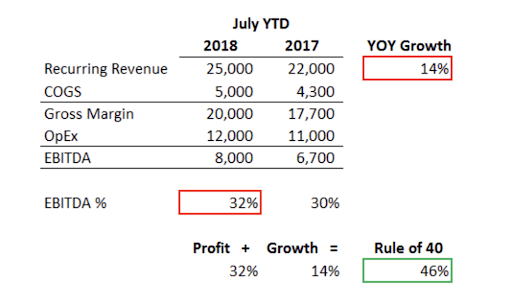 July YTD
2018 2017 YOY Growth
Recurring Revenue 25,000 22,000 14%
COGS 5,000 4,300
Gross Margin 20,000 17,700
OpEx 12,000 11,000
EBITDA 8,000 6,700
EBITDA % 32% 30%
Profit + Growth = Rule of 40
32% 14% 46%